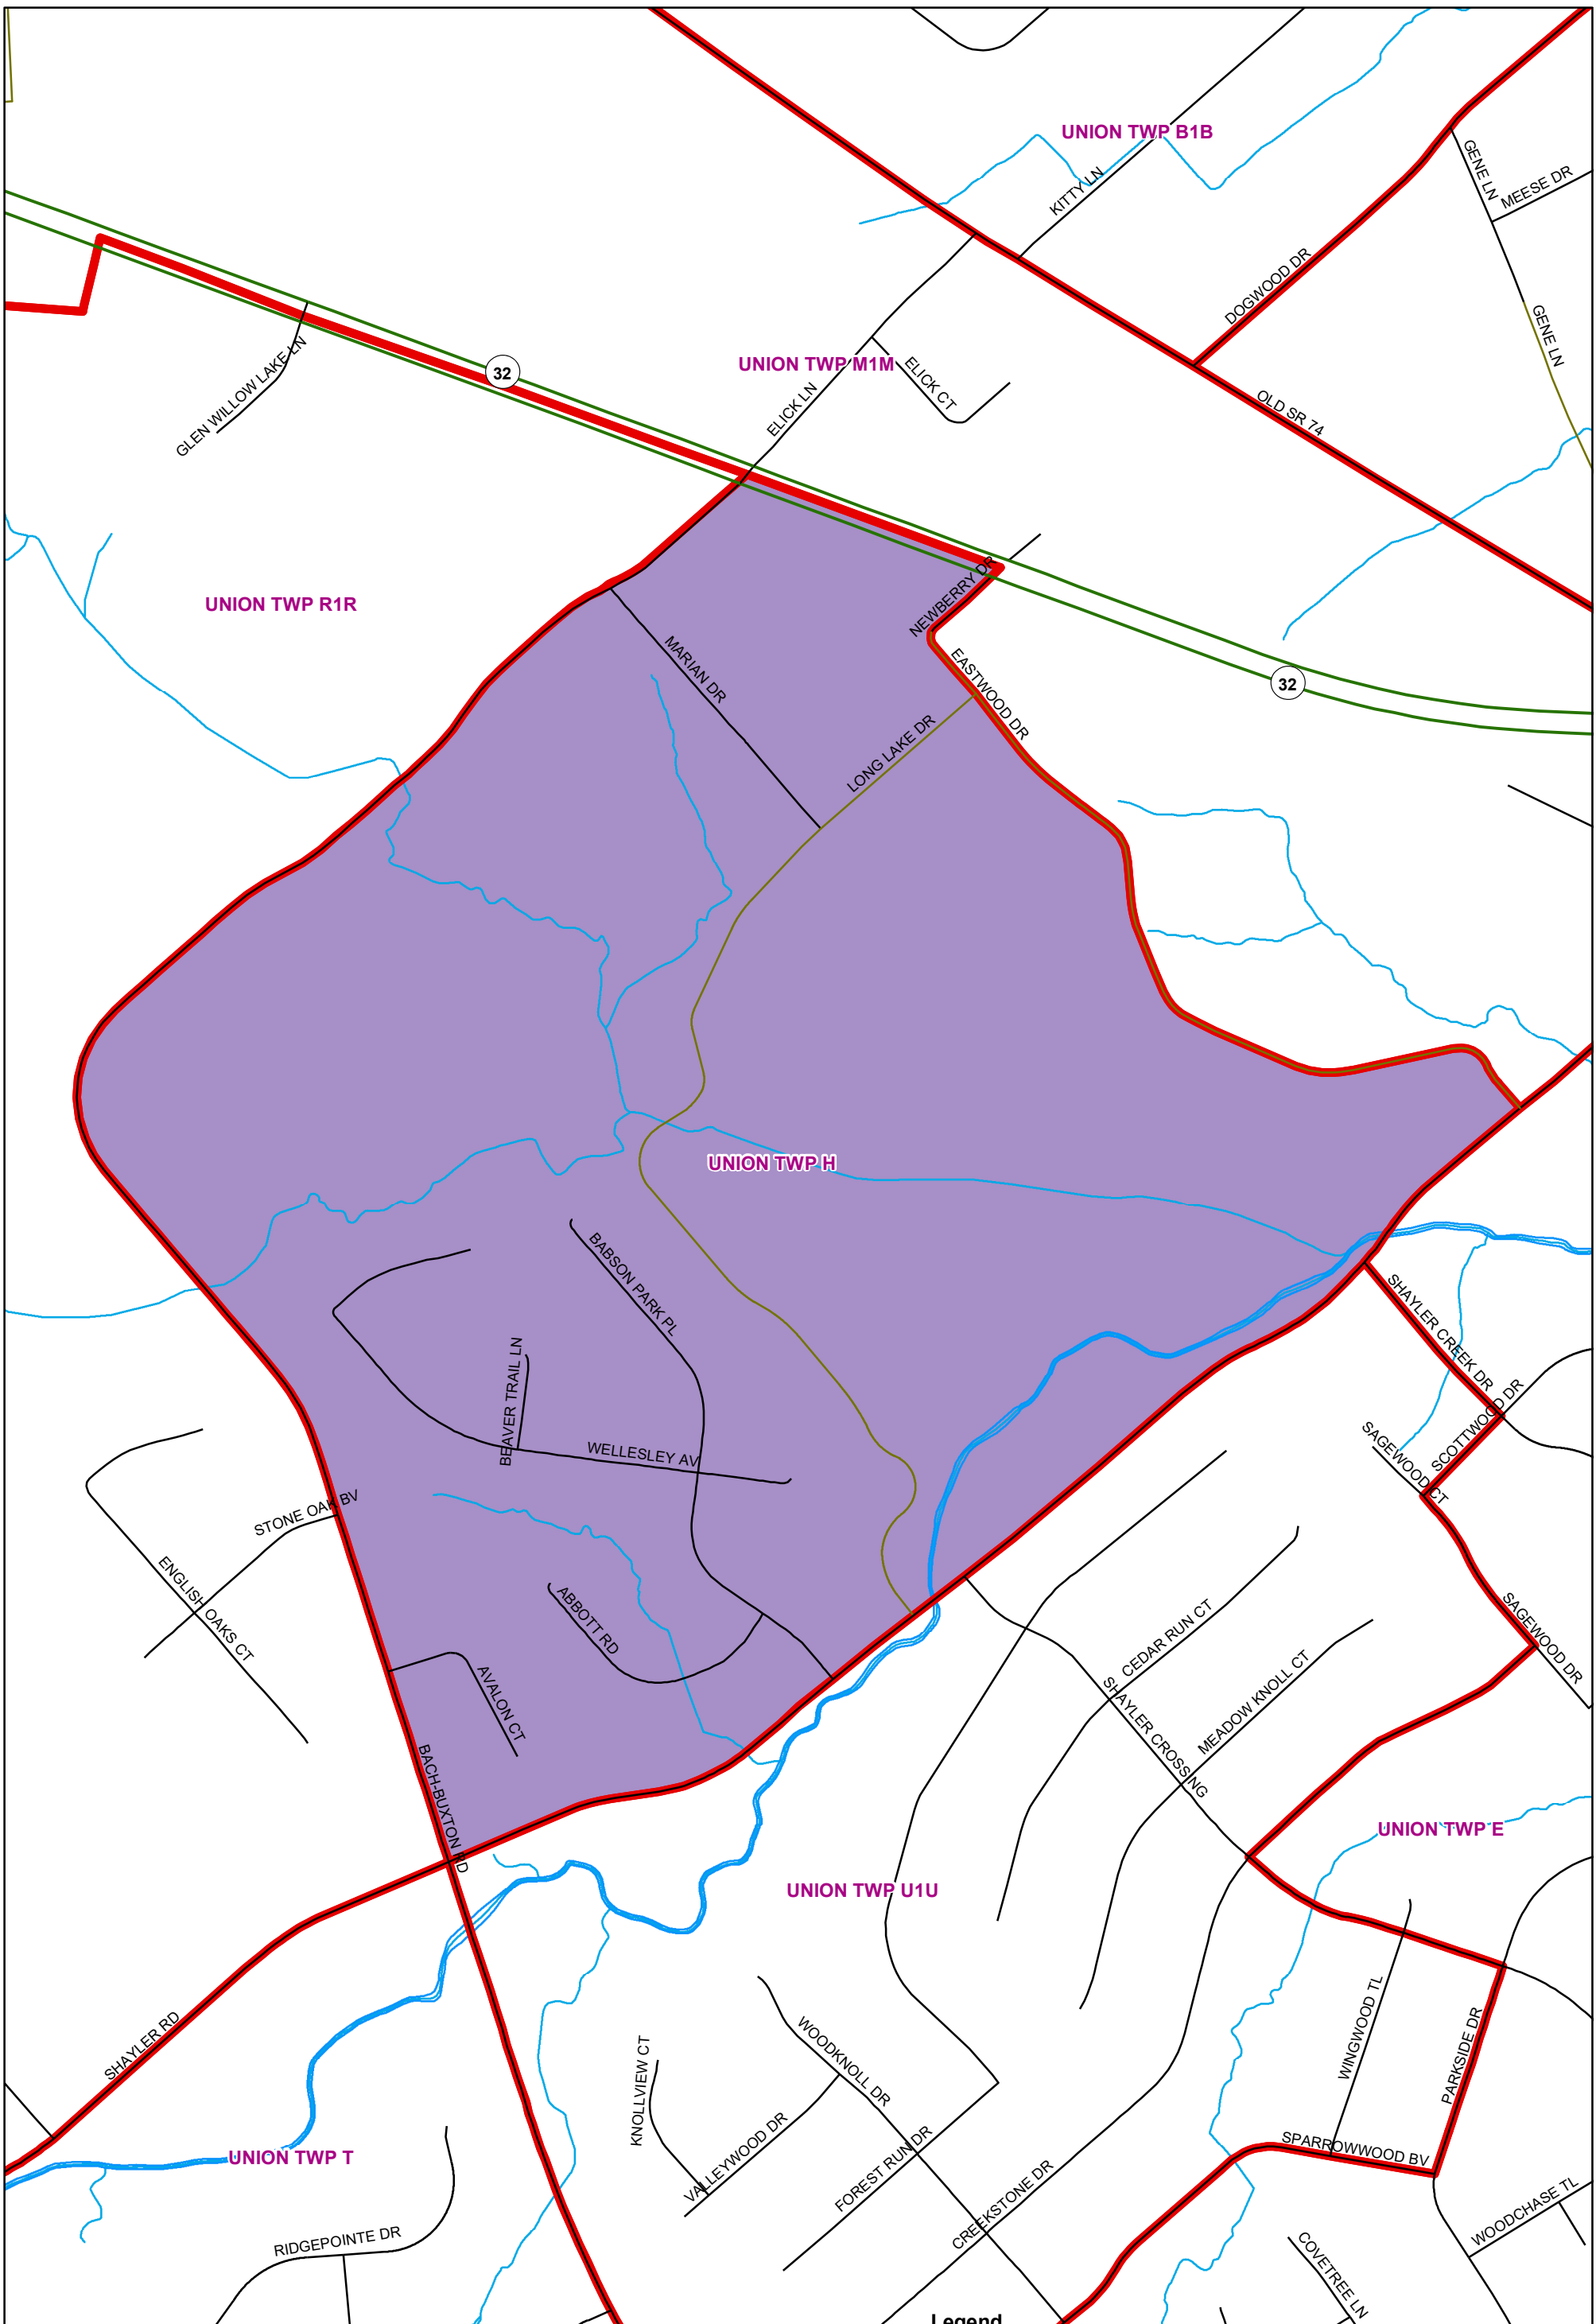 UNION TWP B1B
KITTY LN
GENE LN
MEESE DR
DOGWOOD DR
GENE LN
GLEN WILLOW LAKE LN
32
UNION TWP M1M
ELICK CT
ELICK LN
OLD SR 74
UNION TWP R1R
NEWBERRY DR
MARIAN DR
EASTWOOD DR
32
LONG LAKE DR
UNION TWP H
BABSON PARK PL
SHAYLER CREEK DR
BEAVER TRAIL LN
SCOTTWOOD DR
SAGEWOOD CT
WELLESLEY AV
STONE OAK BV
ENGLISH OAKS CT
ABBOTT RD
CEDAR RUN CT
SAGEWOOD DR
AVALON CT
SHAYLER CROSSING
MEADOW KNOLL CT
BACH-BUXTON RD
UNION TWP E
UNION TWP U1U
SHAYLER RD
WOODKNOLL DR
WINGWOOD TL
PARKSIDE DR
KNOLLVIEW CT
VALLEYWOOD DR
FOREST RUN DR
SPARROWWOOD BV
UNION TWP T
CREEKSTONE DR
WOODCHASE TL
RIDGEPOINTE DR
COVETREE LN
Legend